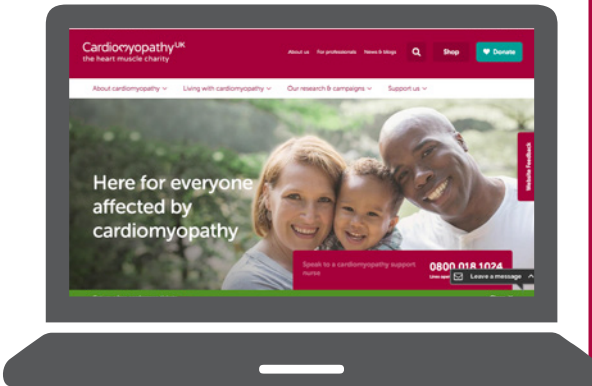 Cardiomyopathy UK
the heart muscle charity
About us For professionals News & blogs Shop Donate
About cardiomyopathy Living with cardiomyopathy Our research & campaigns Support us
Website Feedback
Here for everyone
affected by
cardiomyopathy
Speak to a cardiomyopathy support
nurse
0800 018 1024
Leave a message